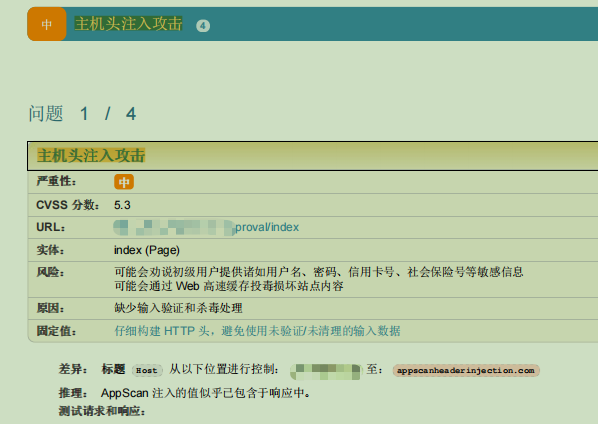 中 主机头注入攻击 4
问题 1 / 4
主机头注入攻击
严重性： 中
CVSS 分数： 5.3
URL： proval/index
实体： index (Page)
风险： 可能会劝说初级用户提供诸如用户名、密码、信用卡号、社会保险号等敏感信息
可能会通过 Web 高速缓存投毒损坏站点内容
原因： 缺少输入验证和杀毒处理
固定值： 仔细构建 HTTP 头，避免使用未验证/未清理的输入数据
差异： 标题 Host 从以下位置进行控制： 至： appscanheaderinjection.com
推理： AppScan 注入的值似乎已包含于响应中。
测试请求和响应：